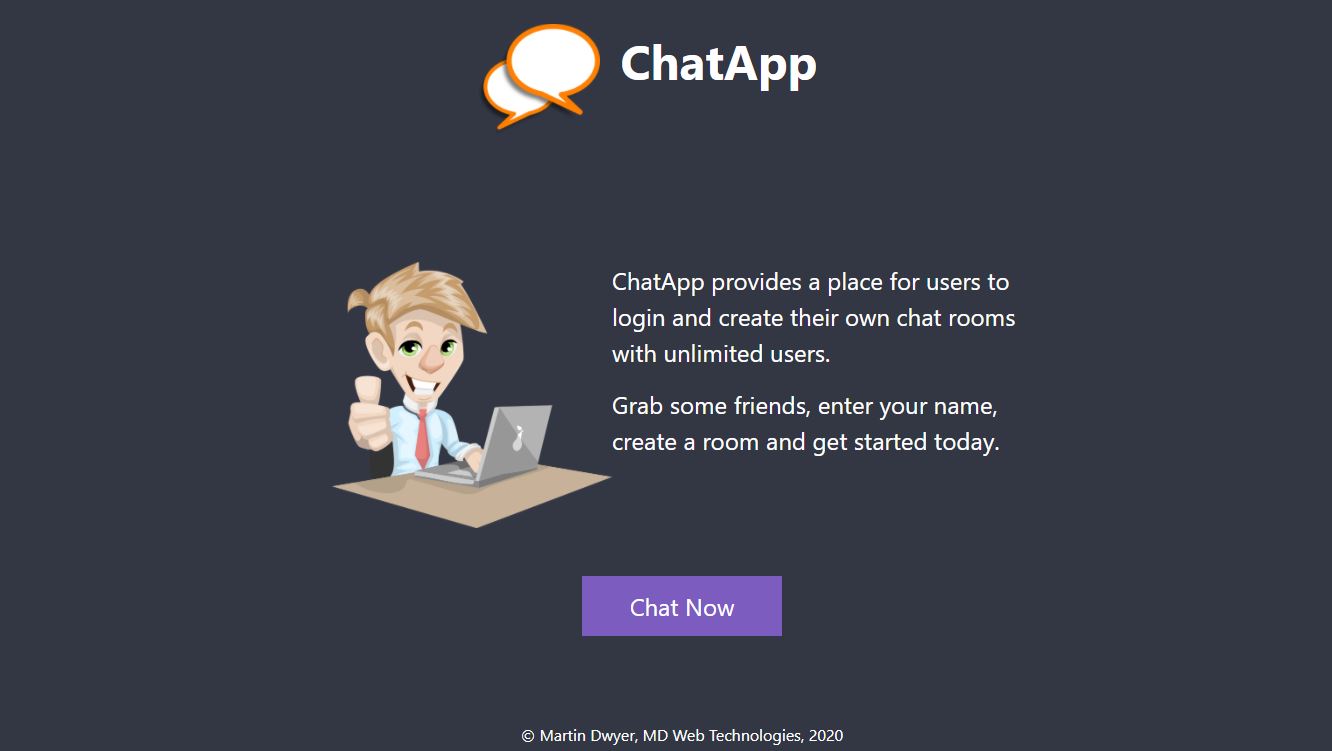 ChatApp
ChatApp provides a place for users to
login and create their own chat rooms
with unlimited users.
Grab some friends, enter your name,
create a room and get started today.
Chat Now
© Martin Dwyer, MD Web Technologies, 2020